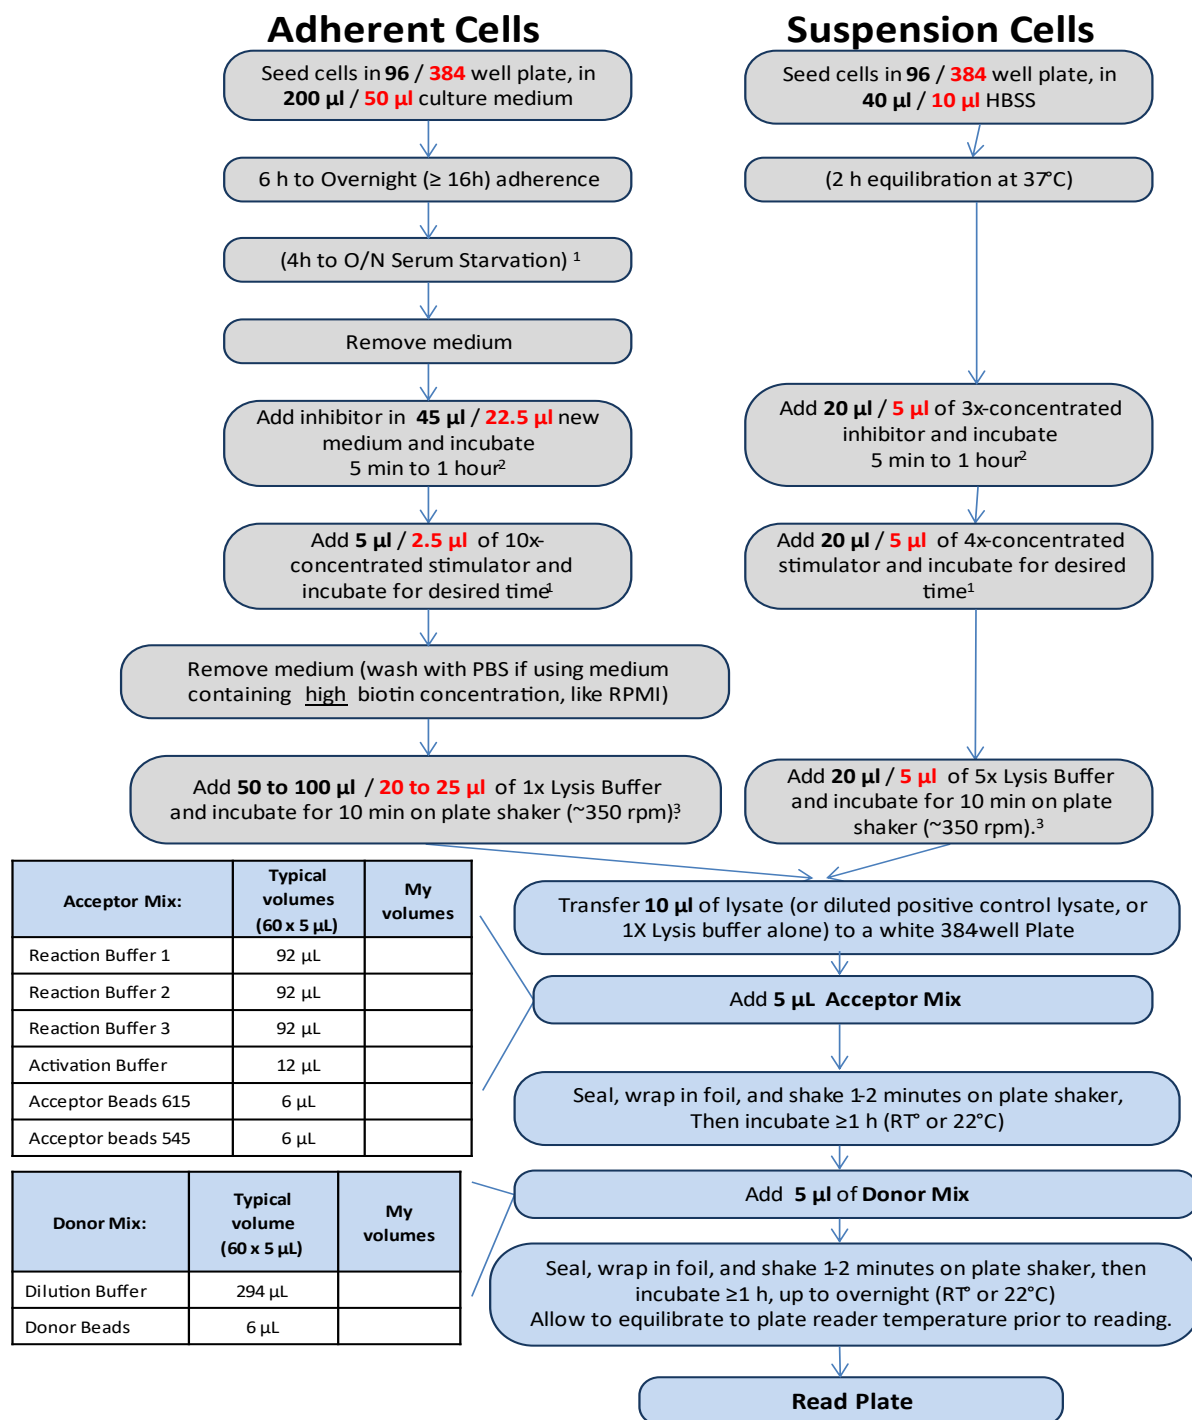 Adherent Cells
Seed cells in 96 / 384 well plate, in
200 µl / 50 µl culture medium
6 h to Overnight (≥ 16h) adherence
(4h to O/N Serum Starvation) 1
Remove medium
Add inhibitor in 45 µl / 22.5 µl new
medium and incubate
5 min to 1 hour2
Add 5 µl / 2.5 µl of 10x-
concentrated stimulator and
incubate for desired time1
Remove medium (wash with PBS if using medium
containing high biotin concentration, like RPMI)
Add 50 to 100 µl / 20 to 25 µl of 1x Lysis Buffer
and incubate for 10 min on plate shaker (~350 rpm).3
Suspension Cells
Seed cells in 96 / 384 well plate, in
40 µl / 10 µl HBSS
(2 h equilibration at 37°C)
Add 20 µl / 5 µl of 3x-concentrated
inhibitor and incubate
5 min to 1 hour2
Add 20 µl / 5 µl of 4x-concentrated
stimulator and incubate for desired
time1
Add 20 µl / 5 µl of 5x Lysis Buffer
and incubate for 10 min on plate
shaker (~350 rpm).3
Acceptor Mix: Typical volumes (60 x 5 µL) My volumes
Reaction Buffer 1 92 µL
Reaction Buffer 2 92 µL
Reaction Buffer 3 92 µL
Activation Buffer 12 µL
Acceptor Beads 615 6 µL
Acceptor beads 545 6 µL
Donor Mix: Typical volume (60 x 5 µL) My volumes
Dilution Buffer 294 µL
Donor Beads 6 µL
Transfer 10 µl of lysate (or diluted positive control lysate, or
1X Lysis buffer alone) to a white 384-well Plate
Add 5 µL Acceptor Mix
Seal, wrap in foil, and shake 1-2 minutes on plate shaker,
Then incubate ≥1 h (RT° or 22°C)
Add 5 µl of Donor Mix
Seal, wrap in foil, and shake 1-2 minutes on plate shaker, then
incubate ≥1 h, up to overnight (RT° or 22°C)
Allow to equilibrate to plate reader temperature prior to reading.
Read Plate